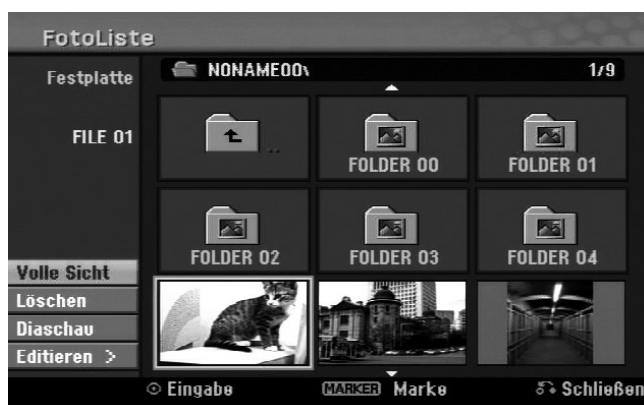 FotoListe
Festplatte
NONAME00\
1/9
FILE 01
..
FOLDER 00
FOLDER 01
FOLDER 02
FOLDER 03
FOLDER 04
Volle Sicht
Löschen
Diaschau
Editieren >
Eingabe
MARKER Marke
Schließen